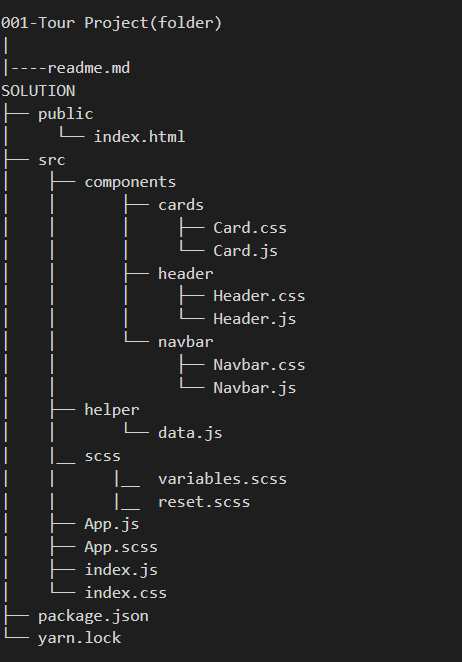 001-Tour Project(folder)
|
|----readme.md
SOLUTION
├── public
│     └── index.html
├── src
│    ├── components
│    │       ├── cards
│    │       │     ├── Card.css
│    │       │     └── Card.js
│    │       ├── header
│    │       │     ├── Header.css
│    │       │     └── Header.js
│    │       └── navbar
│    │             ├── Navbar.css
│    │             └── Navbar.js
│    ├── helper
│    │       └── data.js
│    |__ scss
│    │      |__  variables.scss
│    │      |__  reset.scss
│    ├── App.js
│    ├── App.scss
│    ├── index.js
│    └── index.css
├── package.json
└── yarn.lock